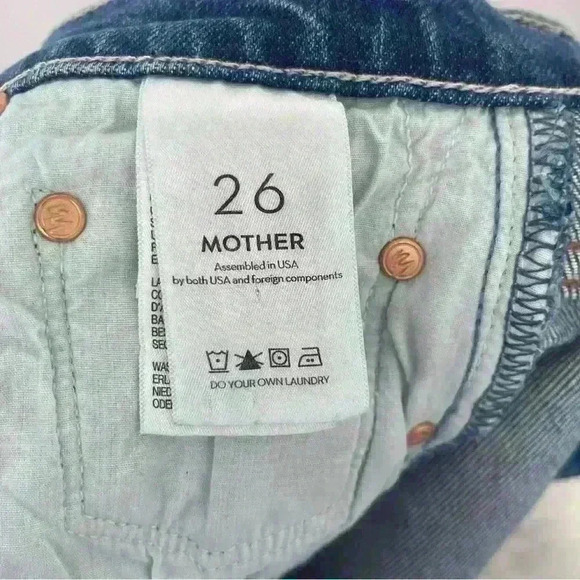 26
MOTHER
Assembled in USA
by both USA and foreign components
DO YOUR OWN LAUNDRY